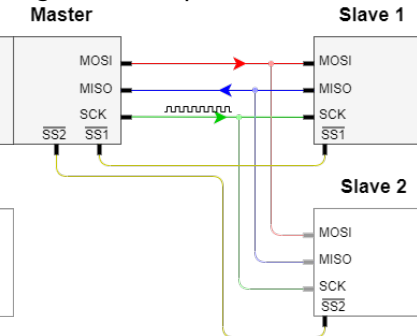 Master
Slave 1
MOSI
MISO
SCK
SS2 SS1
MOSI
MISO
SCK
SS1
Slave 2
MOSI
MISO
SCK
SS2